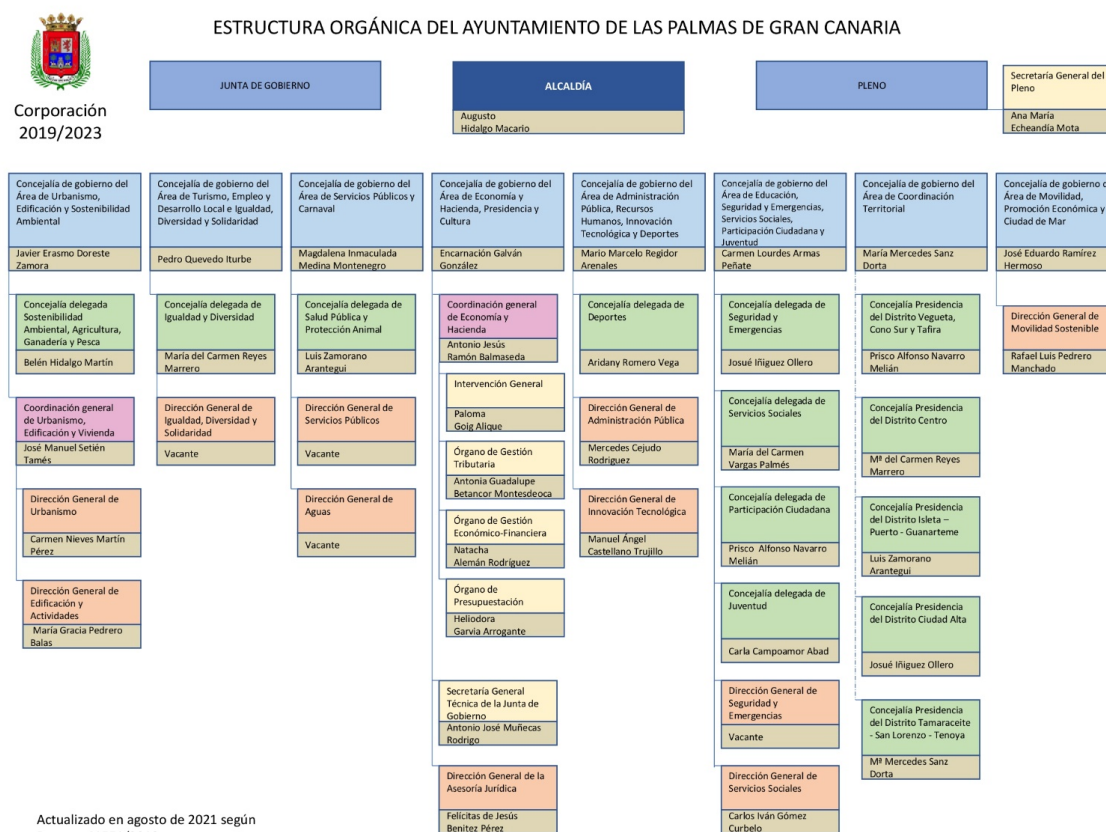 ESTRUCTURA ORGÁNICA DEL AYUNTAMIENTO DE LAS PALMAS DE GRAN CANARIA
Corporación
2019/2023
JUNTA DE GOBIERNO
ALCALDÍA
Augusto
Hidalgo Macario
PLENO
Secretaría General del
Pleno
Ana María
Echeandía Mota
Concejalía de gobierno del
Área de Urbanismo,
Edificación y Sostenibilidad
Ambiental
Javier Erasmo Doreste
Zamora
Concejalía delegada
Sostenibilidad
Ambiental, Agricultura,
Ganadería y Pesca
Belén Hidalgo Martín
Coordinación general
de Urbanismo,
Edificación y Vivienda
José Manuel Setién
Tamés
Dirección General de
Urbanismo
Carmen Nieves Martín
Pérez
Dirección General de
Edificación y
Actividades
María Gracia Pedrero
Balas
Concejalía de gobierno del
Área de Turismo, Empleo y
Desarrollo Local e Igualdad,
Diversidad y Solidaridad
Pedro Quevedo Iturbe
Concejalía delegada de
Igualdad y Diversidad
María del Carmen Reyes
Marrero
Dirección General de
Igualdad, Diversidad y
Solidaridad
Vacante
Concejalía de gobierno del
Área de Servicios Públicos y
Carnaval
Magdalena Inmaculada
Medina Montenegro
Concejalía delegada de
Salud Pública y
Protección Animal
Luis Zamorano
Arantegui
Dirección General de
Servicios Públicos
Vacante
Dirección General de
Aguas
Vacante
Concejalía de gobierno del
Área de Economía y
Hacienda, Presidencia y
Cultura
Encarnación Galván
González
Coordinación general
de Economía y
Hacienda
Antonio Jesús
Ramón Balmaseda
Intervención General
Paloma
Goig Alique
Órgano de Gestión
Tributaria
Antonia Guadalupe
Betancor Montesdeoca
Órgano de Gestión
Económico-Financiera
Natacha
Alemán Rodríguez
Órgano de
Presupuestación
Heliodora
Garvia Arrogante
Secretaría General
Técnica de la Junta de
Gobierno
Antonio José Muñecas
Rodrigo
Dirección General de la
Asesoría Jurídica
Felícitas de Jesús
Benítez Pérez
Concejalía de gobierno del
Área de Administración
Pública, Recursos
Humanos, Innovación
Tecnológica y Deportes
Mario Marcelo Regidor
Arenales
Concejalía delegada de
Deportes
Aridany Romero Vega
Dirección General de
Administración Pública
Mercedes Cejudo
Rodriguez
Dirección General de
Innovación Tecnológica
Manuel Ángel
Castellano Trujillo
Concejalía de gobierno del
Área de Educación,
Seguridad y Emergencias,
Servicios Sociales,
Participación Ciudadana y
Juventud
Carmen Lourdes Armas
Peñate
Concejalía delegada de
Seguridad y
Emergencias
Josué Iñiguez Ollero
Concejalía delegada de
Servicios Sociales
María del Carmen
Vargas Palmés
Concejalía delegada de
Participación Ciudadana
Prisco Alfonso Navarro
Melián
Concejalía delegada de
Juventud
Carla Campoamor Abad
Dirección General de
Seguridad y
Emergencias
Vacante
Dirección General de
Servicios Sociales
Carlos Iván Gómez
Curbelo
Concejalía de gobierno del
Área de Coordinación
Territorial
María Mercedes Sanz
Dorta
Concejalía Presidencia
del Distrito Vegueta,
Cono Sur y Tafira
Prisco Alfonso Navarro
Melián
Concejalía Presidencia
del Distrito Centro
Mª del Carmen Reyes
Marrero
Concejalía Presidencia
del Distrito Isleta –
Puerto - Guanarteme
Luis Zamorano
Arantegui
Concejalía Presidencia
del Distrito Ciudad Alta
Josué Iñiguez Ollero
Concejalía Presidencia
del Distrito Tamaraceite
- San Lorenzo - Tenoya
Mª Mercedes Sanz
Dorta
Concejalía de gobierno
Área de Movilidad,
Promoción Económica y
Ciudad de Mar
José Eduardo Ramírez
Hermoso
Dirección General de
Movilidad Sostenible
Rafael Luis Pedrero
Manchado
Actualizado en agosto de 2021 según